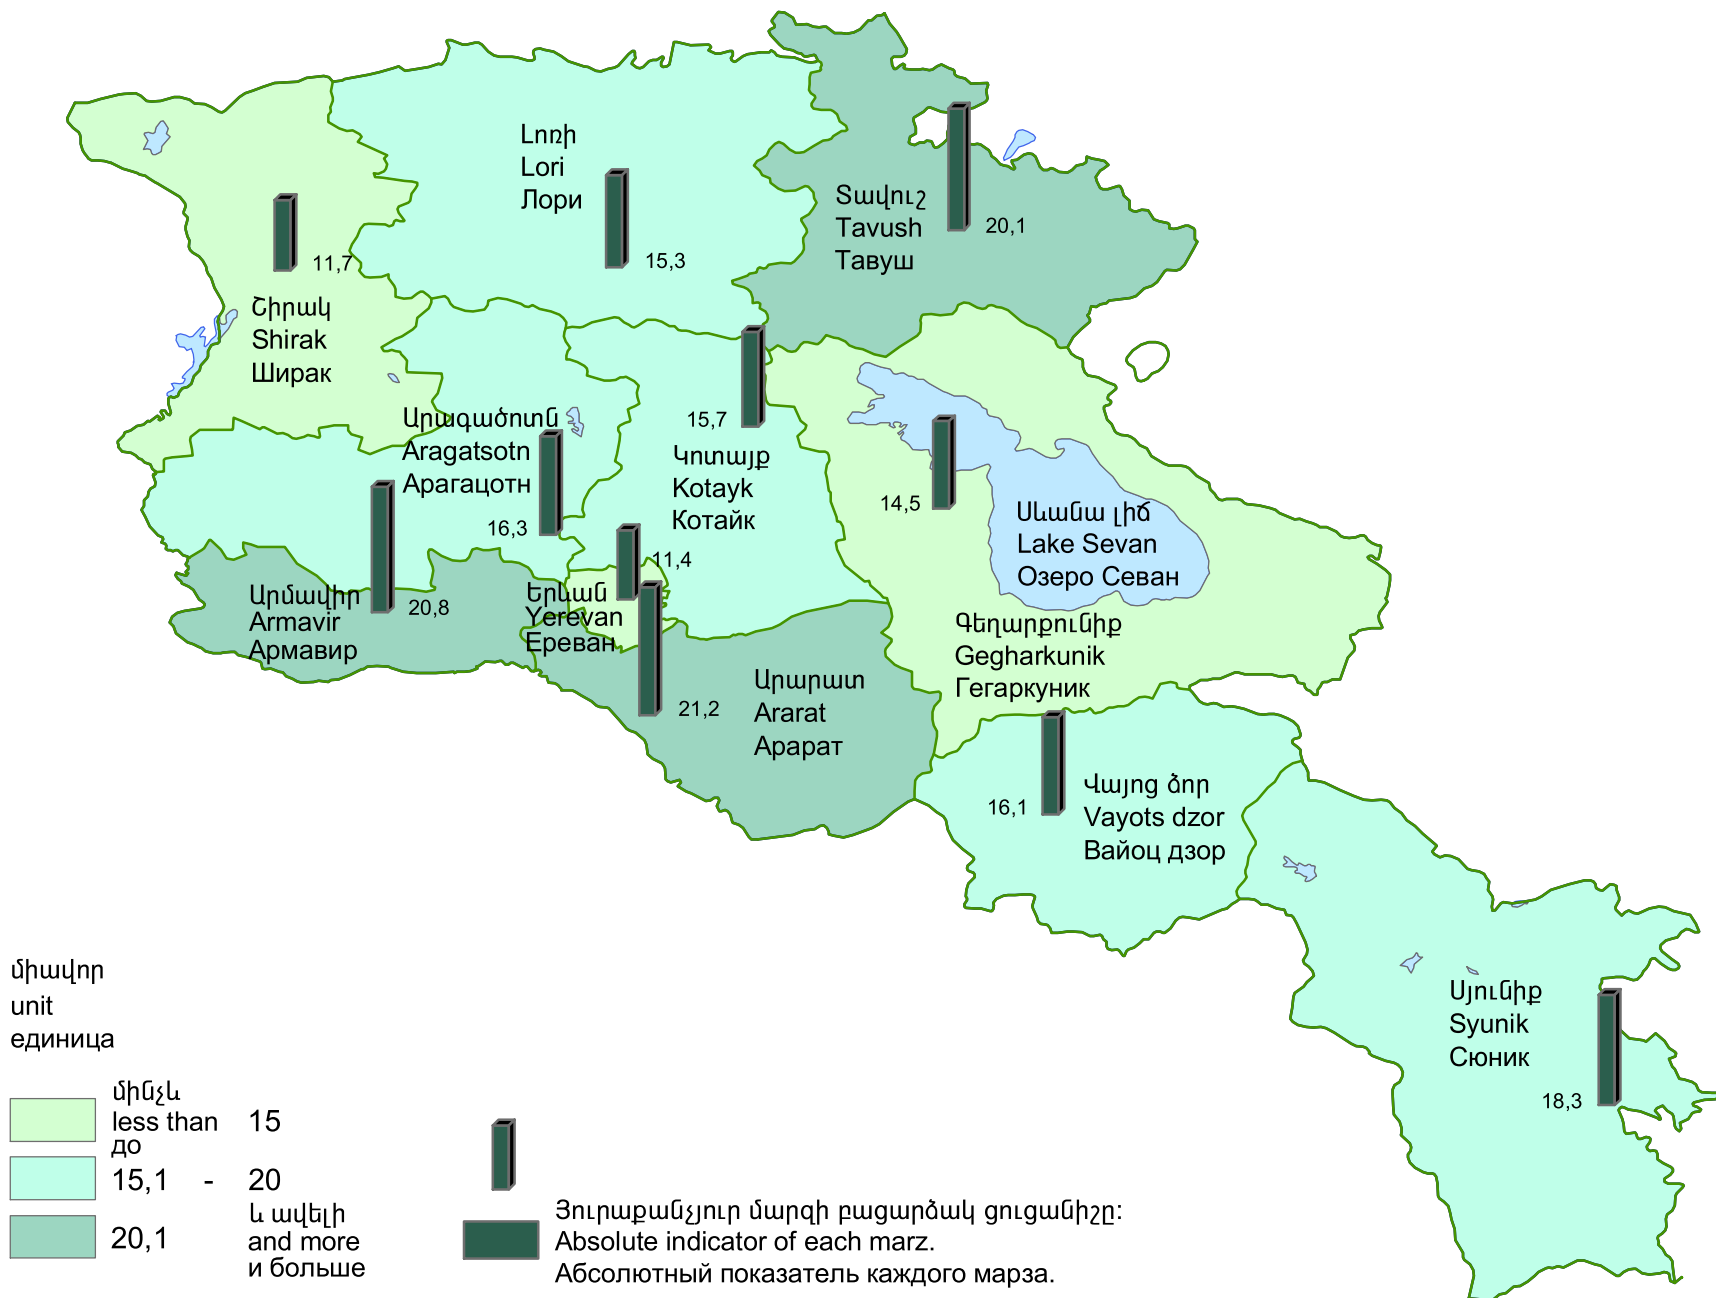 Լոռի
Lori
Лори
15,3
Տավուշ
Tavush
Тавуш
20,1
11,7
Շիրակ
Shirak
Ширак
Արագածոտն
Aragatsotn
Арагацотн
16,3
15,7
Կոտայք
Kotayk
Котайк
14,5
Սևանա լիճ
Lake Sevan
Озеро Севан
Արմավիր
Armavir
Армавир
20,8
11,4
Երևան
Yerevan
Ереван
Գեղարքունիք
Gegharkunik
Гегаркуник
21,2
Արարատ
Ararat
Арарат
16,1
Վայոց ձոր
Vayots dzor
Вайоц дзор
Սյունիք
Syunik
Сюник
18,3
միավոր
unit
единица
մինչև
less than 15
до
15,1 - 20
20,1
և ավելի
and more
и больше
Յուրաքանչյուր մարզի բացարձակ ցուցանիշը:
Absolute indicator of each marz.
Абсолютный показатель каждого марза.